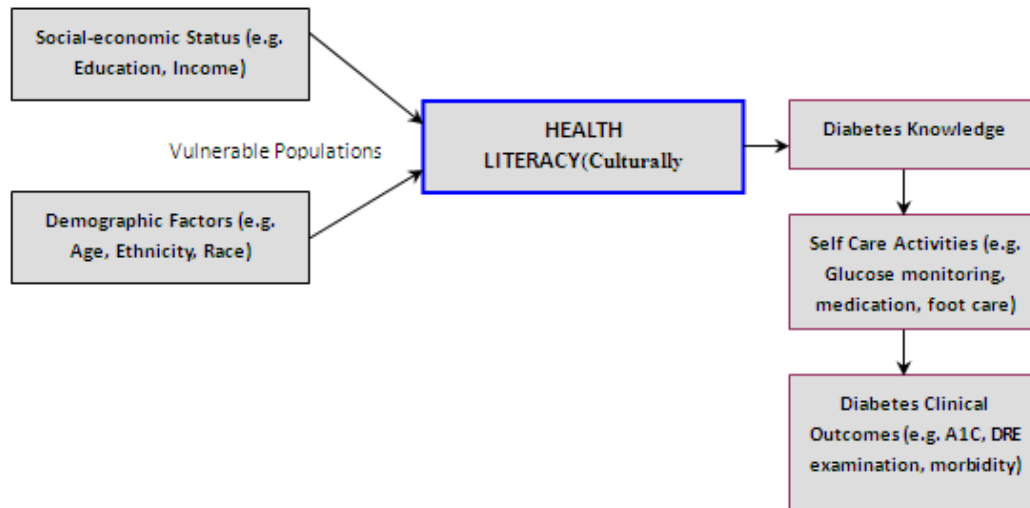 Social-economic Status (e.g.
Education, Income)
Vulnerable Populations
Demographic Factors (e.g.
Age, Ethnicity, Race)
HEALTH
LITERACY(Culturally
Diabetes Knowledge
Self Care Activities (e.g.
Glucose monitoring,
medication, foot care)
Diabetes Clinical
Outcomes (e.g. A1C, DRE
examination, morbidity)